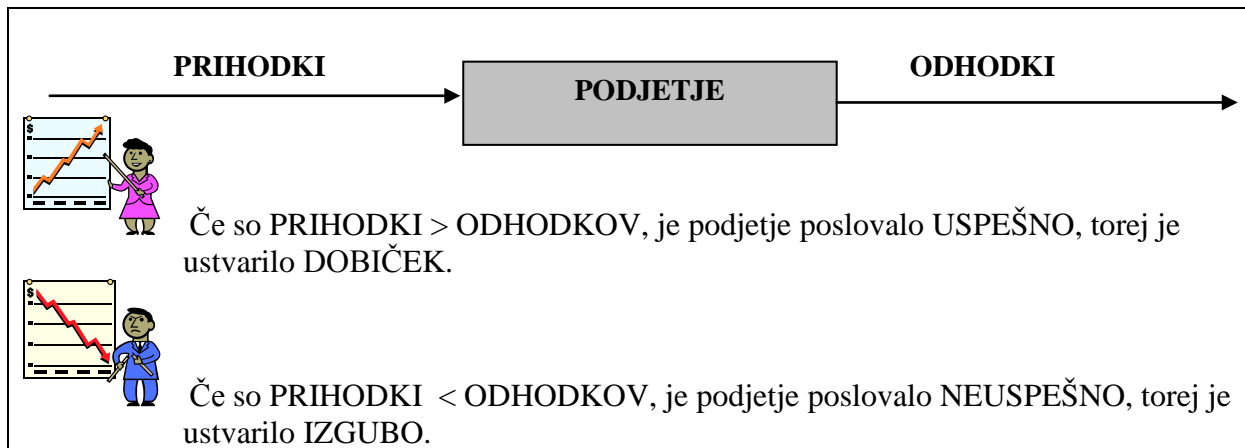 PRIHODKI
PODJETJE
ODHODKI
$
Če so PRIHODKI > ODHODKOV, je podjetje poslovalo USPEŠNO, torej je
ustvarilo DOBIČEK.
$
Če so PRIHODKI < ODHODKOV, je podjetje poslovalo NEUSPEŠNO, torej je
ustvarilo IZGUBO.